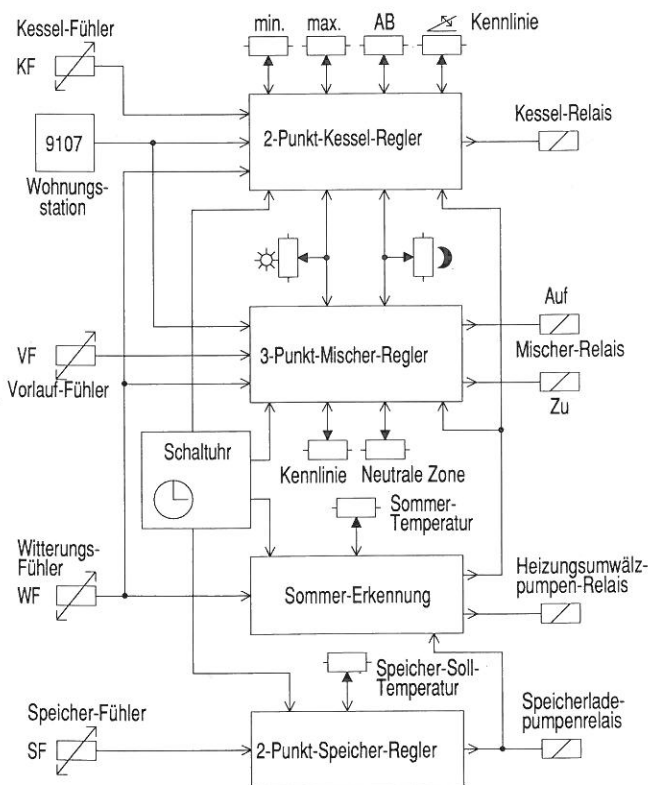 Kessel-Fühler
KF
min.
max.
AB
Kennlinie
2-Punkt-Kessel-Regler
Kessel-Relais
9107
Wohnungs-
station
Auf
3-Punkt-Mischer-Regler
Mischer-Relais
VF
Vorlauf-Fühler
Zu
Schaltuhr
Kennlinie
Neutrale Zone
Sommer-
Temperatur
Witterungs-
Fühler
WF
Sommer-Erkennung
Heizungsumwälz-
pumpen-Relais
Speicher-Soll-
Temperatur
Speicher-Fühler
SF
2-Punkt-Speicher-Regler
Speicherlade-
pumpenrelais